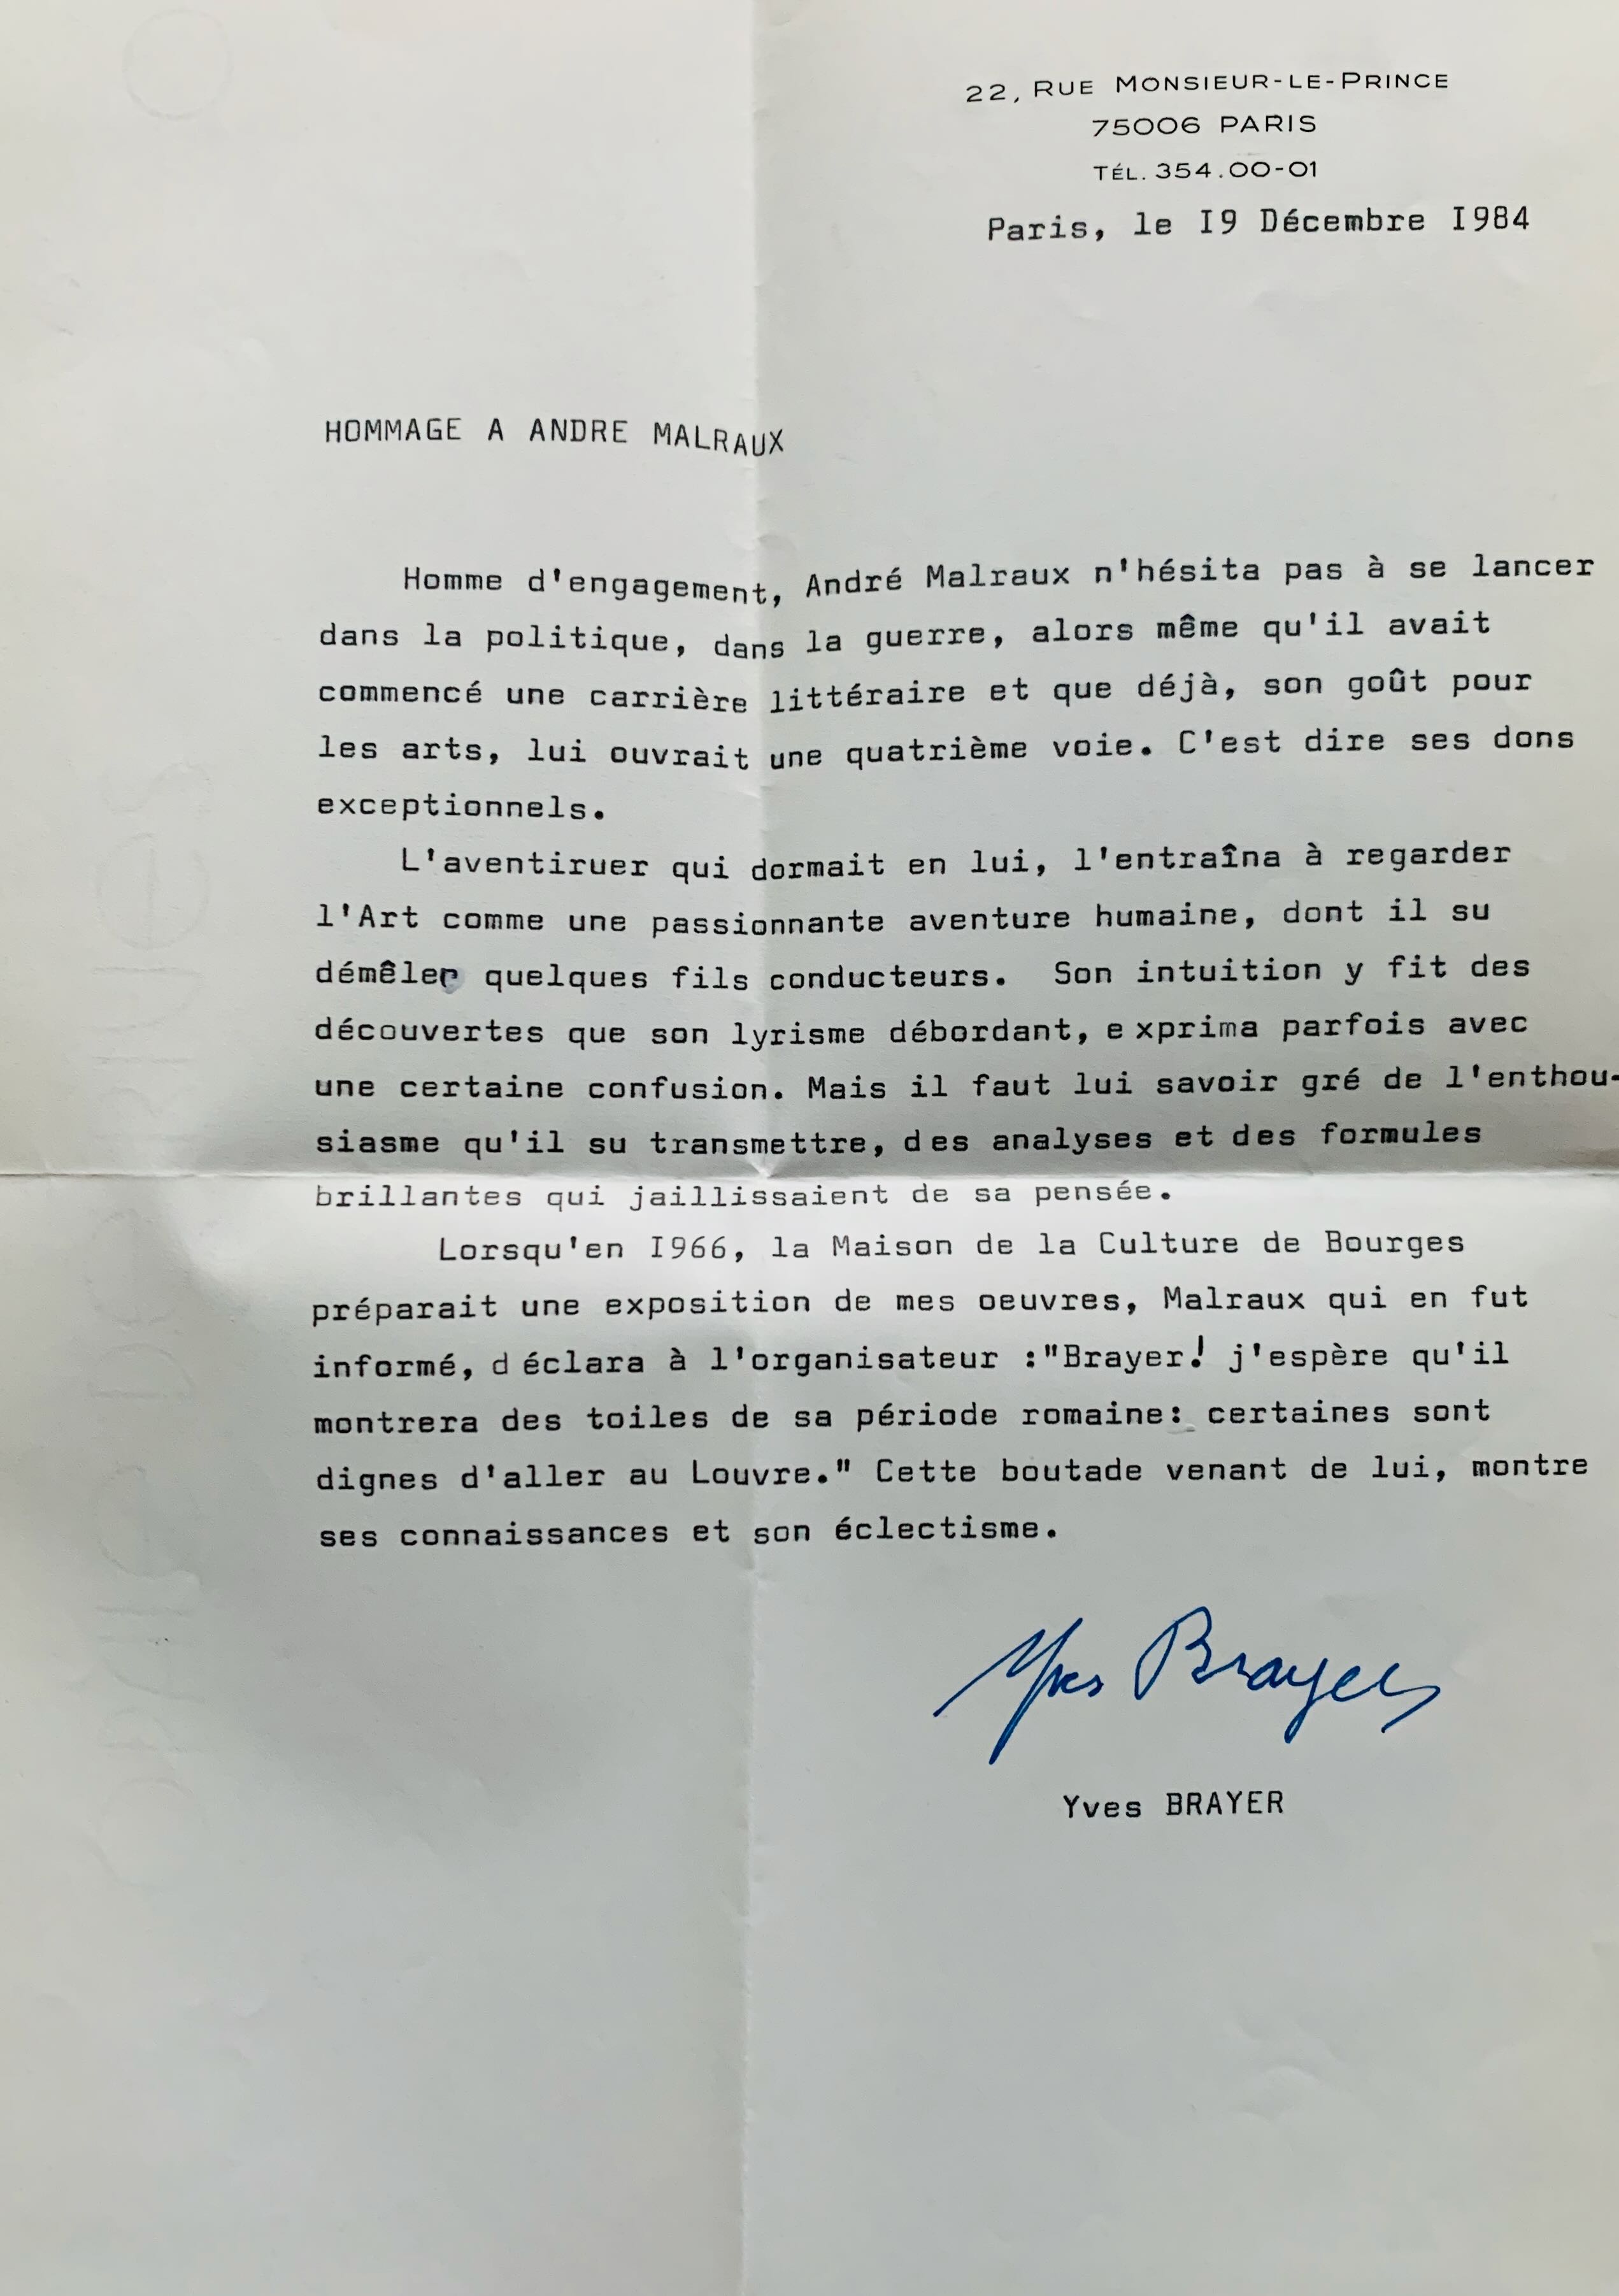 22, RUE MONSIEUR-LE-PRINCE
75006 PARIS
TÉL. 354.00-01
Paris, le I9 Décembre I984
HOMMAGE A ANDRE MALRAUX
Homme d'engagement, André Malraux n'hésita pas à se lancer
dans la politique, dans la guerre, alors même qu'il avait
commencé une carrière littéraire et que déjà, son goût pour
les arts, lui ouvrait une quatrième voie. C'est dire ses dons
exceptionnels.
L'aventiruer qui dormait en lui, l'entraîna à regarder
l'Art comme une passionnante aventure humaine, dont il su
démêler quelques fils conducteurs. Son intuition y fit des
découvertes que son lyrisme débordant, e xprima parfois avec
une certaine confusion. Mais il faut lui savoir gré de l'enthou-
siasme qu'il su transmettre, des analyses et des formules
brillantes qui jaillissaient de sa pensée.
Lorsqu'en I966, la Maison de la Culture de Bourges
préparait une exposition de mes oeuvres, Malraux qui en fut
informé, d éclara à l'organisateur :"Brayer! j'espère qu'il
montrera des toiles de sa période romaine: certaines sont
dignes d'aller au Louvre." Cette boutade venant de lui, montre
ses connaissances et son éclectisme.
Yves Brayer
Yves BRAYER